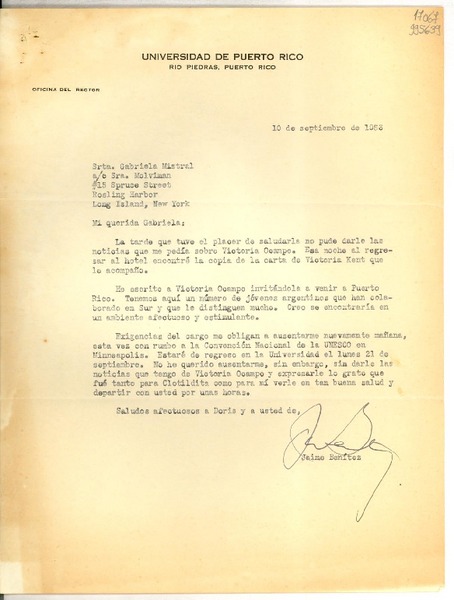 17067
995699
UNIVERSIDAD DE PUERTO RICO
RIO PIEDRAS, PUERTO RICO
OFICINA DEL RECTOR
10 de septiembre de 1953
Srta. Gabriela Mistral
a/c Sra. Molviman
#15 Spruce Street
Rosling Harbor
Long Island, New York
Mi querida Gabriela:
La tarde que tuve el placer de saludarla no pude darle las
noticias que me pedía sobre Victoria Ocampo. Esa noche al regre-
sar al hotel encontré la copia de la carta de Victoria Kent que
le acompaño.
He escrito a Victoria Ocampo invitándola a venir a Puerto
Rico. Tenemos aquí un número de jóvenes argentinos que han cola-
borado en Sur y que le distinguen mucho. Creo se encontraría en
un ambiente afectuoso y estimulante.
Exigencias del cargo me obligan a ausentarme nuevamente mañana,
esta vez con rumbo a la Convención Nacional de la UNESCO en
Minneapolis. Estaré de regreso en la Universidad el lunes 21 de
septiembre. No he querido ausentarme, sin embargo, sin darle las
noticias que tengo de Victoria Ocampo y expresarle lo grato que
fué tanto para Clotildita como para mí verle en tan buena salud y
departir con usted por unas horas.
Saludos afectuosos a Doris y a usted de,
Jaime Benítez